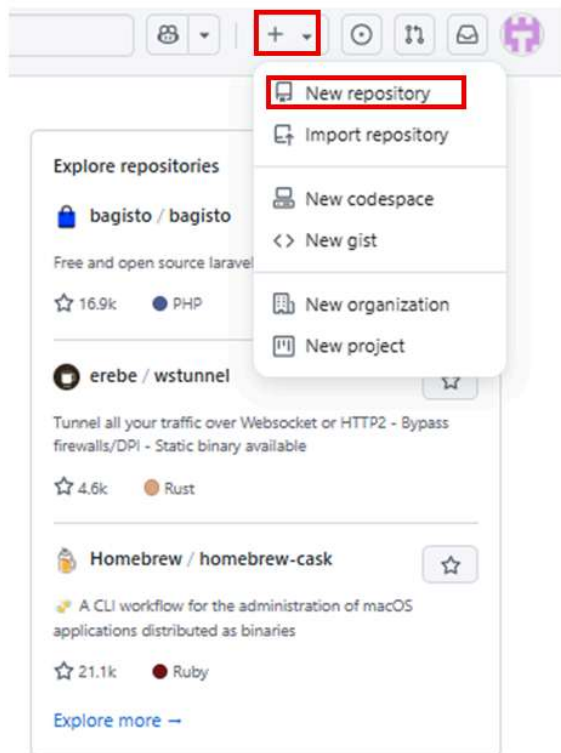 New repository
Import repository
New codespace
New gist
New organization
New project
Explore repositories
bagisto / bagisto
Free and open source laravel
16.9k PHP
erebe / wstunnel
Tunnel all your traffic over Websocket or HTTP2 - Bypass
firewalls/DPI - Static binary available
4.6k Rust
Homebrew / homebrew-cask
A CLI workflow for the administration of macOS
applications distributed as binaries
21.1k Ruby
Explore more →